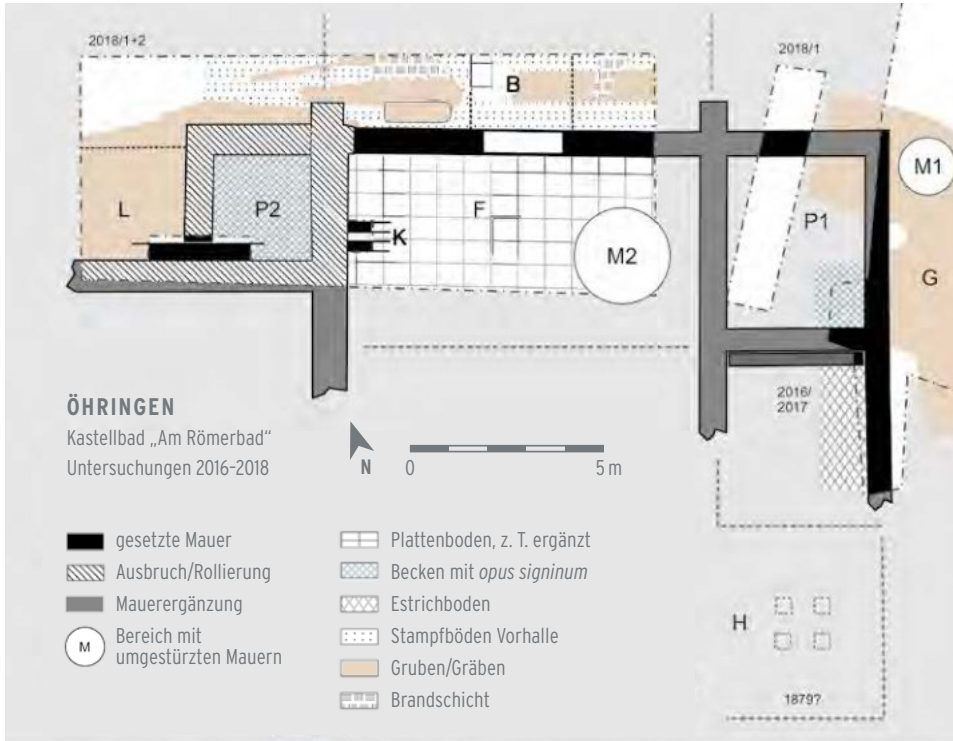 2018/1+2
2018/1
B
M1
L
P2
F
P1
K
M2
G
2016/
2017
ÖHRINGEN
Kastellbad „Am Römerbad“
Untersuchungen 2016-2018
N
0
5 m
gesetzte Mauer
Ausbruch/Rollierung
Mauerergänzung
M
Bereich mit
umgestürzten Mauern
Plattenboden, z. T. ergänzt
Becken mit opus signinum
Estrichboden
Stampfböden Vorhalle
Gruben/Gräben
Brandschicht
H
1879?